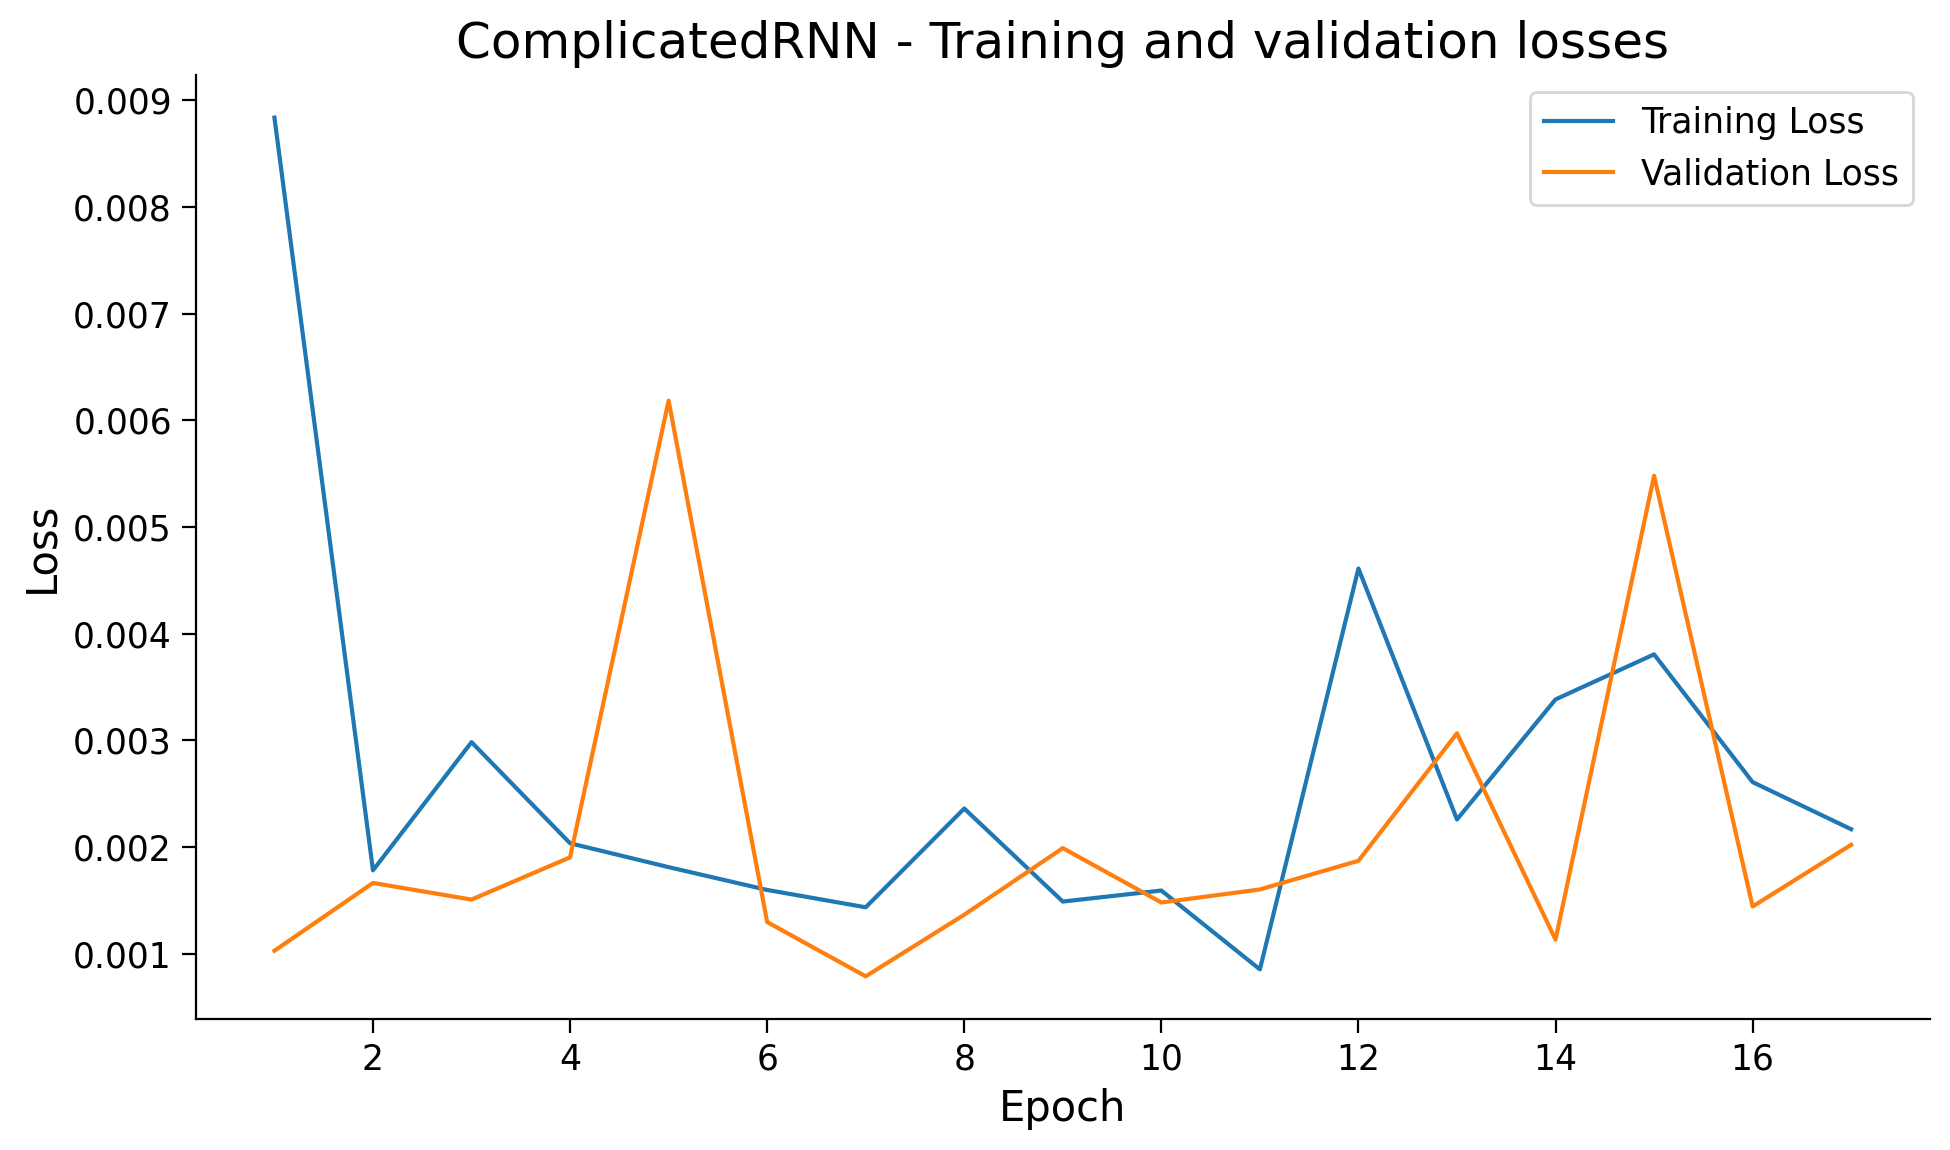 ComplicatedRNN - Training and validation losses
Training Loss
Validation Loss
Loss
0.009
0.008
0.007
0.006
0.005
0.004
0.003
0.002
0.001
2 4 6 8 10 12 14 16
Epoch